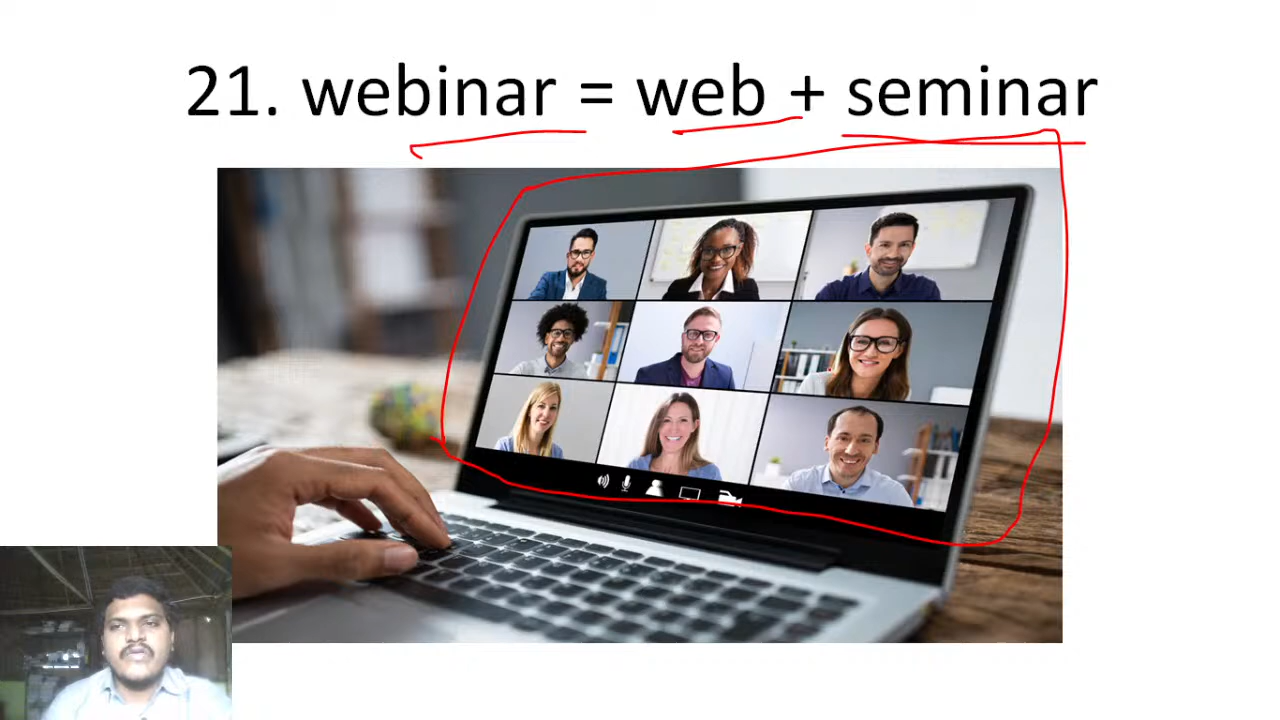 21. webinar = web + seminar